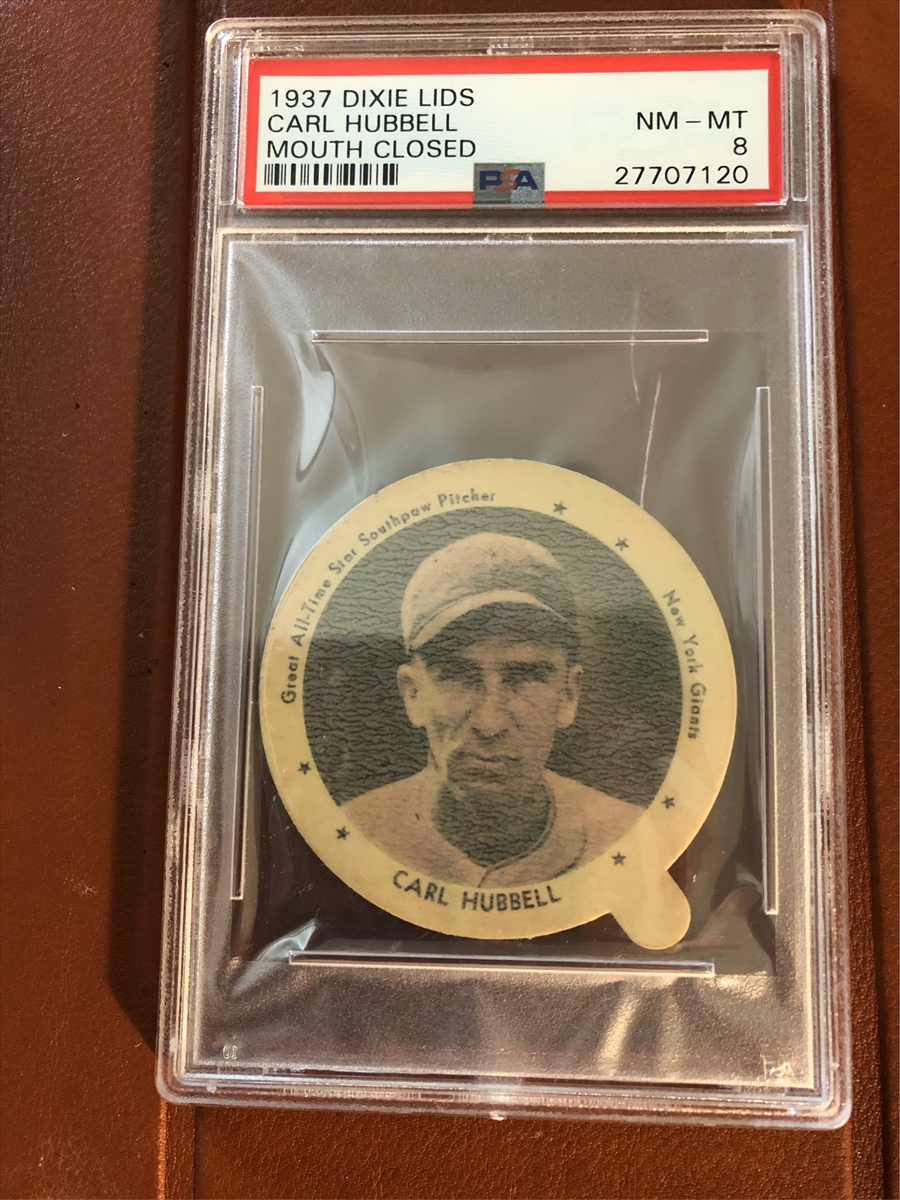 1937 DIXIE LIDS
CARL HUBBELL
MOUTH CLOSED
NM – MT
8
27707120
PSA
Great All-Time Star Southpaw Pitcher
New York Giants
CARL HUBBELL